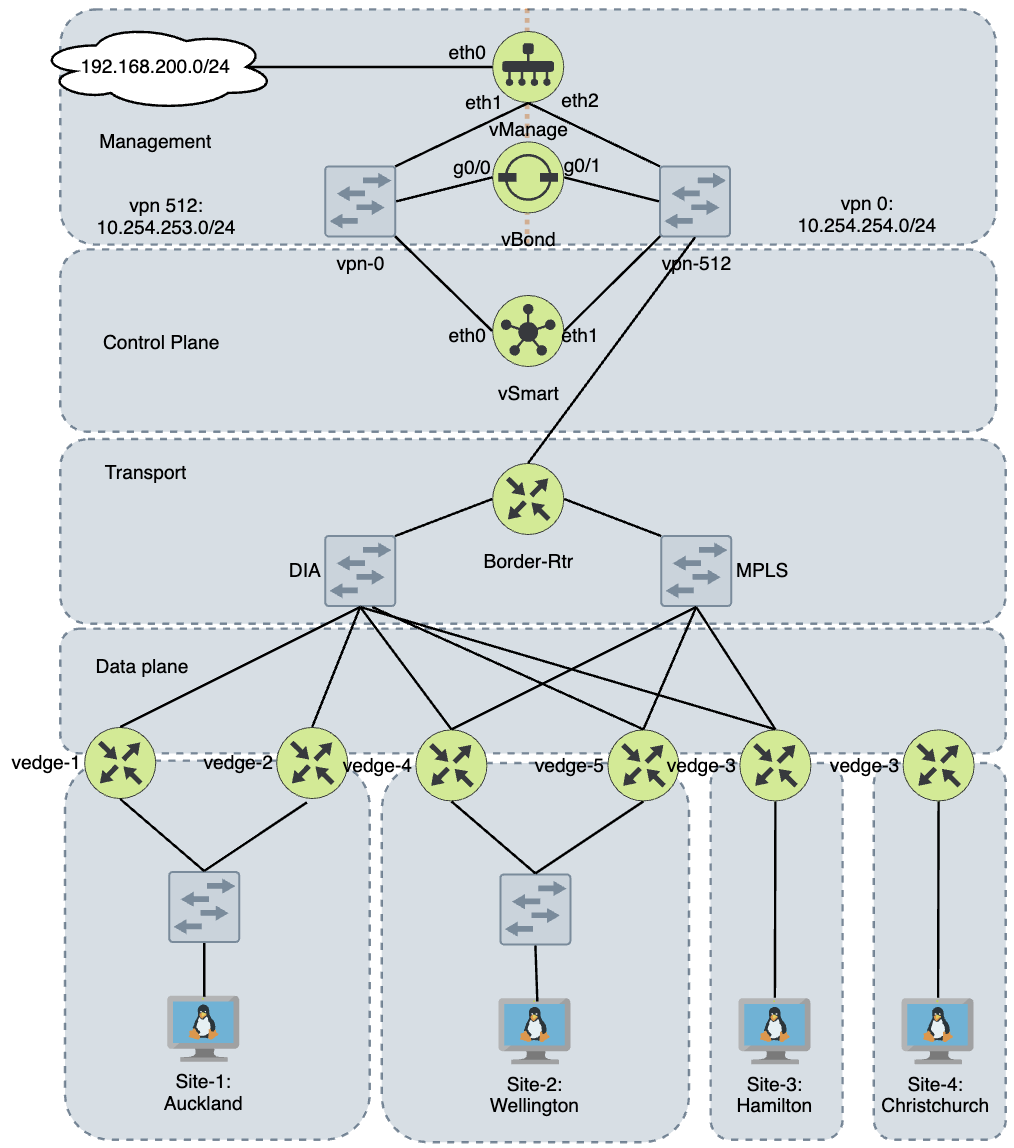 192.168.200.0/24
eth0
eth1
eth2
vManage
Management
g0/0
g0/1
vpn 512:
10.254.253.0/24
vpn 0:
10.254.254.0/24
vBond
vpn-0
vpn-512
Control Plane
eth0
eth1
vSmart
Transport
Border-Rtr
DIA
MPLS
Data plane
vedge-1
vedge-2
vedge-4
vedge-5
vedge-3
vedge-3
Site-1:
Auckland
Site-2:
Wellington
Site-3:
Hamilton
Site-4:
Christchurch